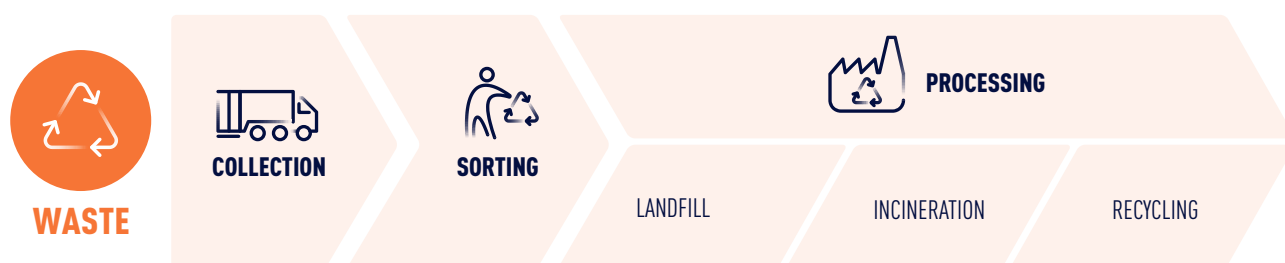 WASTE
COLLECTION
SORTING
PROCESSING
LANDFILL
INCINERATION
RECYCLING